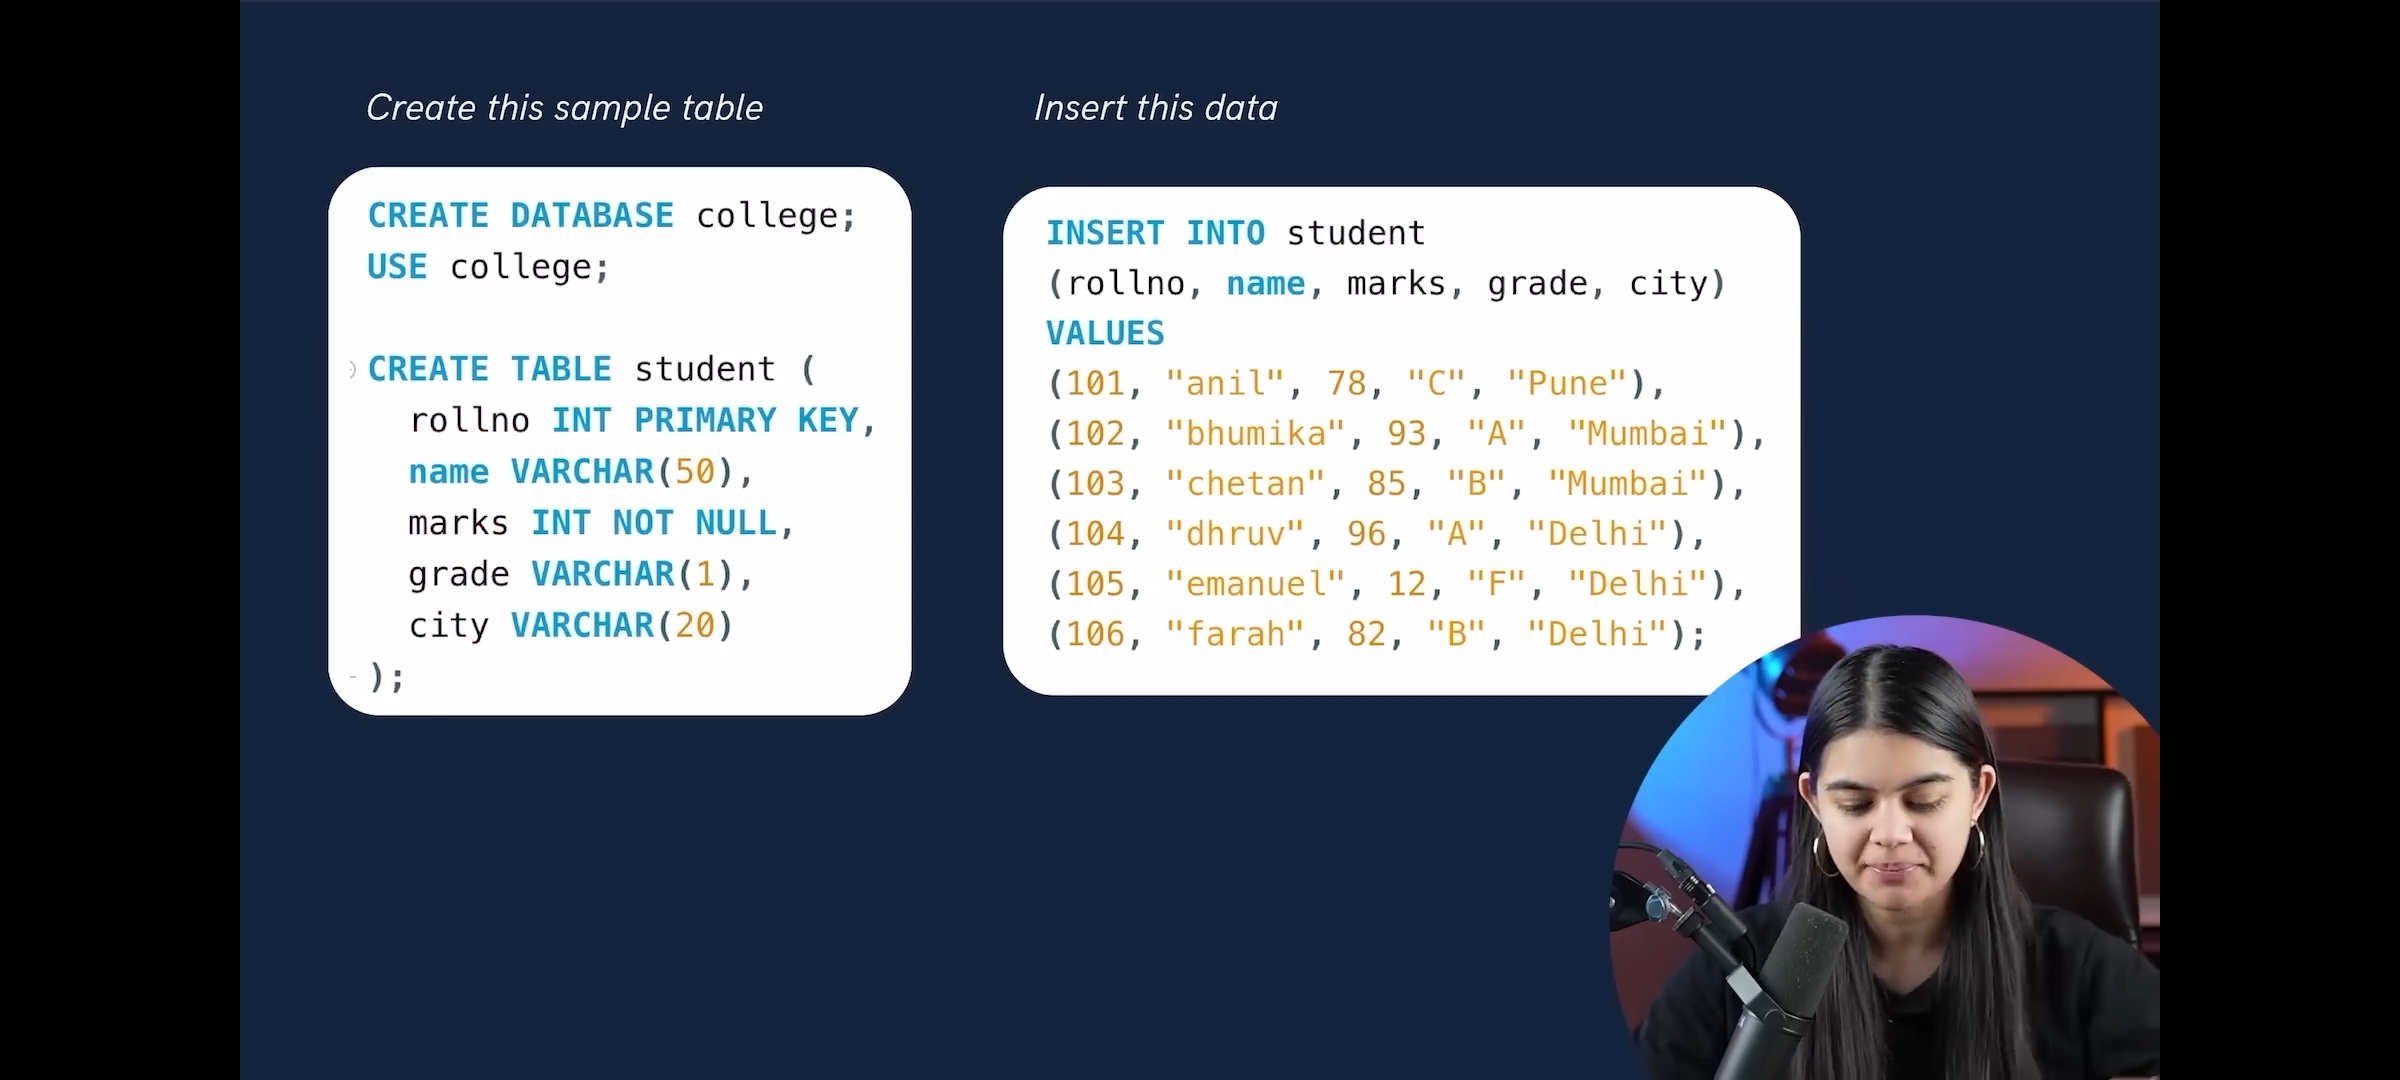 Create this sample table
CREATE DATABASE college;
USE college;
CREATE TABLE student (
rollno INT PRIMARY KEY,
name VARCHAR(50),
marks INT NOT NULL,
grade VARCHAR(1),
city VARCHAR(20)
);
Insert this data
INSERT INTO student
(rollno, name, marks, grade, city)
VALUES
(101, "anil", 78, "C", "Pune"),
(102, "bhumika", 93, "A", "Mumbai"),
(103, "chetan", 85, "B", "Mumbai"),
(104, "dhruv", 96, "A", "Delhi"),
(105, "emanuel", 12, "F", "Delhi"),
(106, "farah", 82, "B", "Delhi");